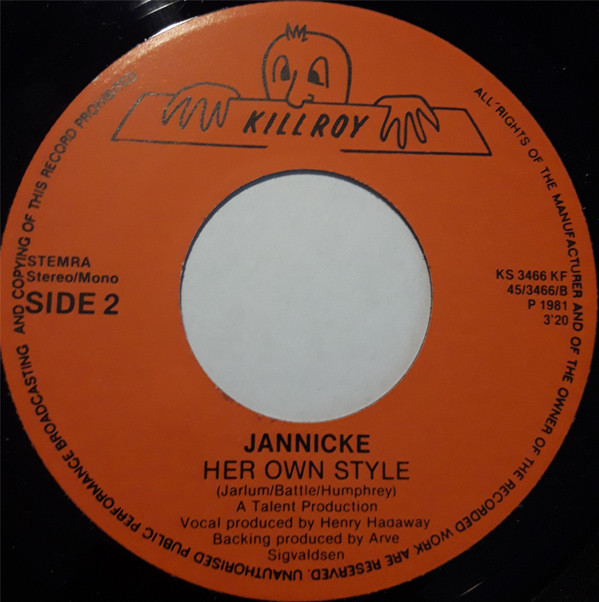 KILLROY
STEMRA
Stereo/Mono
SIDE 2
KS 3466 KF
45/3466/B
P 1981
3'20
JANNICKE
HER OWN STYLE
(Jarlum/Battle/Humphrey)
A Talent Production
Vocal produced by Henry Hadaway
Backing produced by Arve
Sigvaldsen
ALL RIGHTS OF THE MANUFACTURER AND OF THE OWNER OF THE RECORDED WORK ARE RESERVED. UNAUTHORISED PUBLIC PERFORMANCE BROADCASTING AND COPYING OF THIS RECORD PROHIBITED